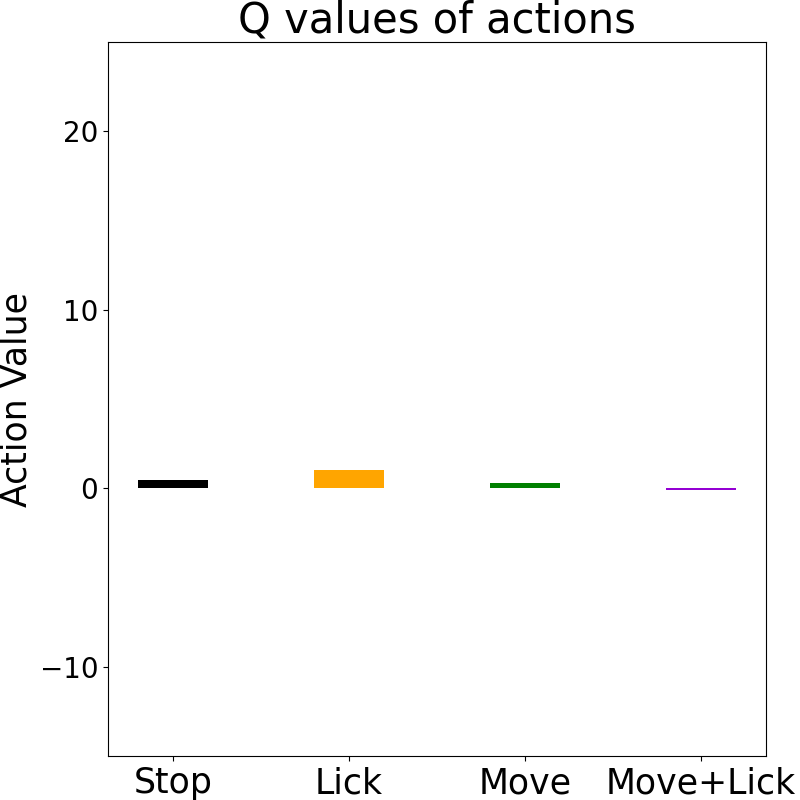 Q values of actions
Action Value
20
10
0
−10
Stop
Lick
Move
Move+Lick